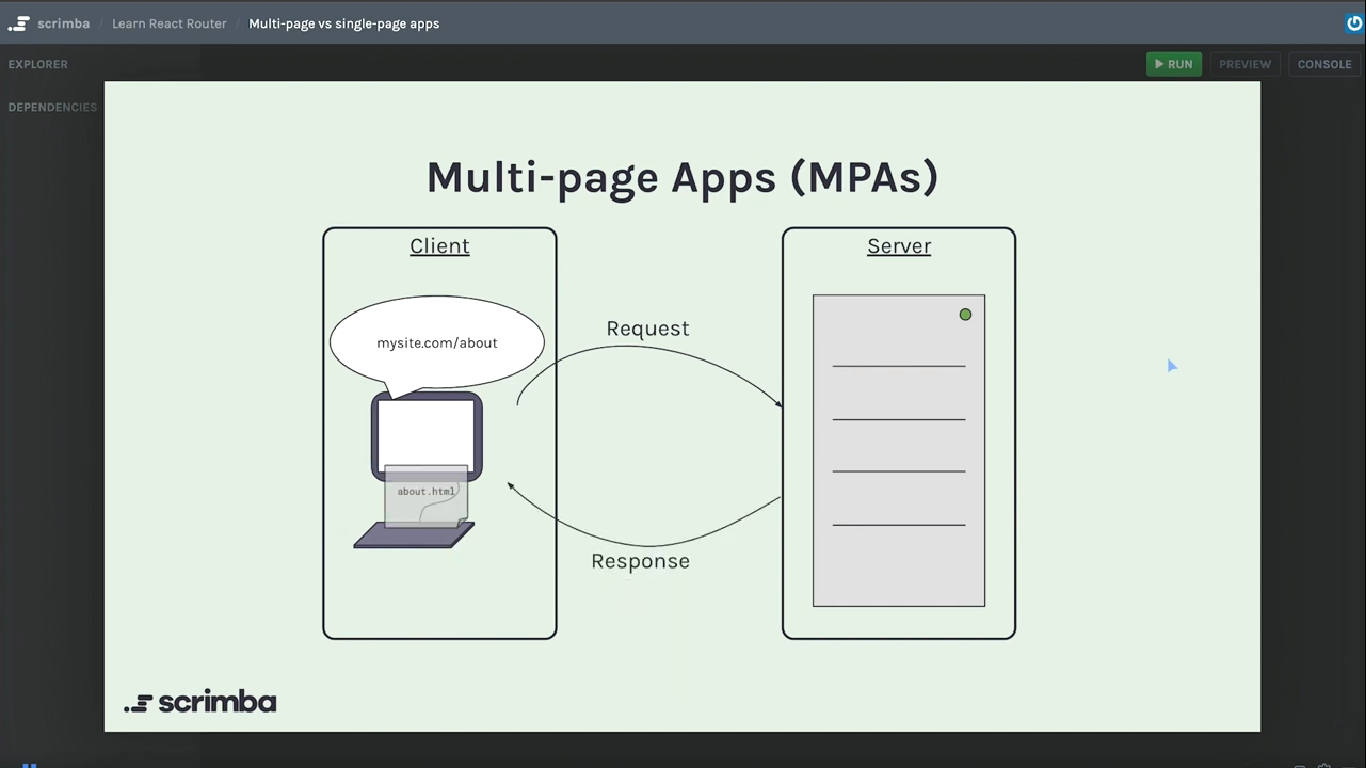 scrimba / Learn React Router / Multi-page vs single-page apps
EXPLORER
RUN
PREVIEW
CONSOLE
DEPENDENCIES
Multi-page Apps (MPAs)
Client
Server
Request
mysite.com/about
about.html
Response
scrimba